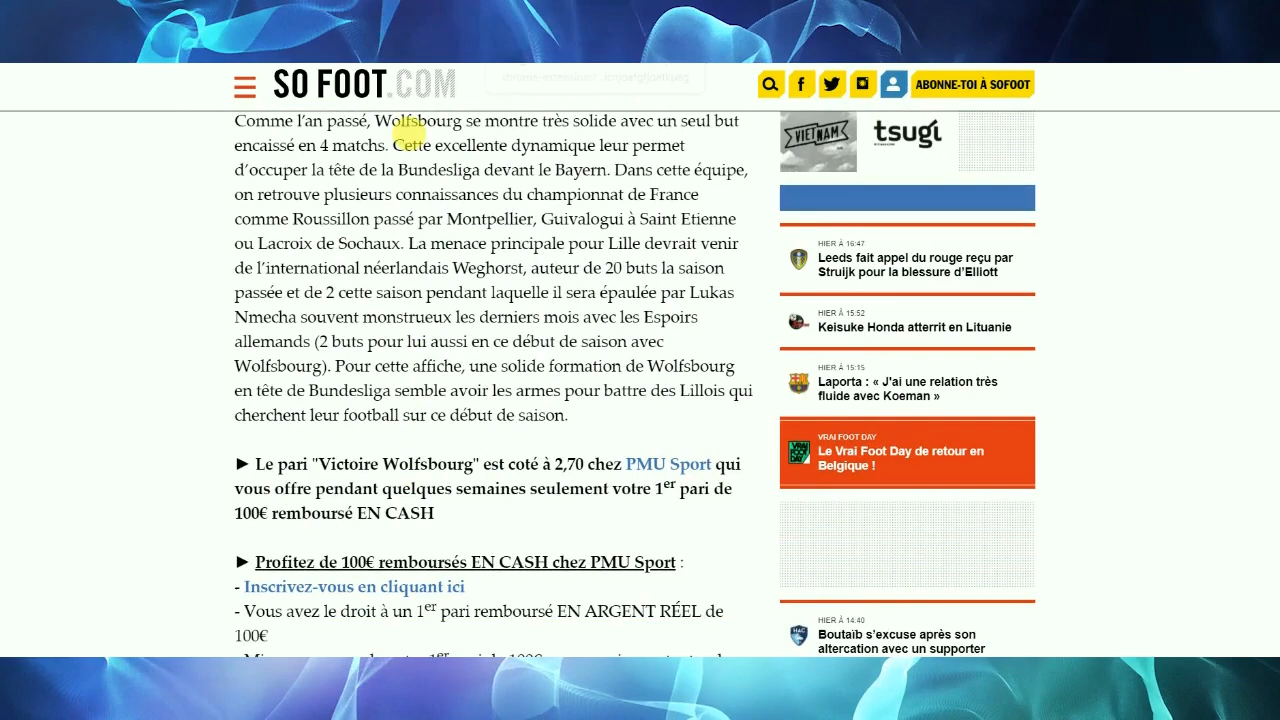 SO FOOT.COM
ABONNE-TOI À SOFOOT
Comme l'an passé, Wolfsbourg se montre très solide avec un seul but
encaissé en 4 matchs. Cette excellente dynamique leur permet
d'occuper la tête de la Bundesliga devant le Bayern. Dans cette équipe,
on retrouve plusieurs connaissances du championnat de France
comme Roussillon passé par Montpellier, Guivalogui à Saint Etienne
ou Lacroix de Sochaux. La menace principale pour Lille devrait venir
de l'international néerlandais Weghorst, auteur de 20 buts la saison
passée et de 2 cette saison pendant laquelle il sera épaulée par Lukas
Nmecha souvent monstrueux les derniers mois avec les Espoirs
allemands (2 buts pour lui aussi en ce début de saison avec
Wolfsbourg). Pour cette affiche, une solide formation de Wolfsbourg
en tête de Bundesliga semble avoir les armes pour battre des Lillois qui
cherchent leur football sur ce début de saison.
► Le pari "Victoire Wolfsbourg" est coté à 2,70 chez PMU Sport qui
vous offre pendant quelques semaines seulement votre 1er pari de
100€ remboursé EN CASH
► Profitez de 100€ remboursés EN CASH chez PMU Sport :
- Inscrivez-vous en cliquant ici
- Vous avez le droit à un 1er pari remboursé EN ARGENT RÉEL de
100€
VIETNAM
tsugi
HIER À 16:47
Leeds fait appel du rouge reçu par
Struijk pour la blessure d'Elliott
HIER À 15:52
Keisuke Honda atterrit en Lituanie
HIER À 15:15
Laporta : « J'ai une relation très
fluide avec Koeman »
VRAI FOOT DAY
Le Vrai Foot Day de retour en
Belgique !
HIER À 14:40
Boutaïb s'excuse après son
altercation avec un supporter